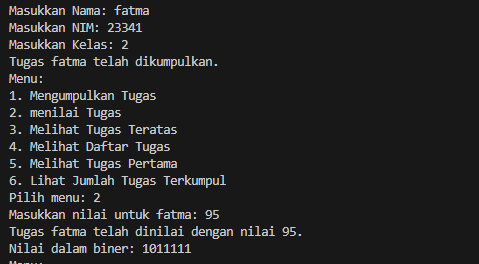 Masukkan Nama: fatma
Masukkan NIM: 23341
Masukkan Kelas: 2
Tugas fatma telah dikumpulkan.
Menu:
1. Mengumpulkan Tugas
2. menilai Tugas
3. Melihat Tugas Teratas
4. Melihat Daftar Tugas
5. Melihat Tugas Pertama
6. Lihat Jumlah Tugas Terkumpul
Pilih menu: 2
Masukkan nilai untuk fatma: 95
Tugas fatma telah dinilai dengan nilai 95.
Nilai dalam biner: 1011111